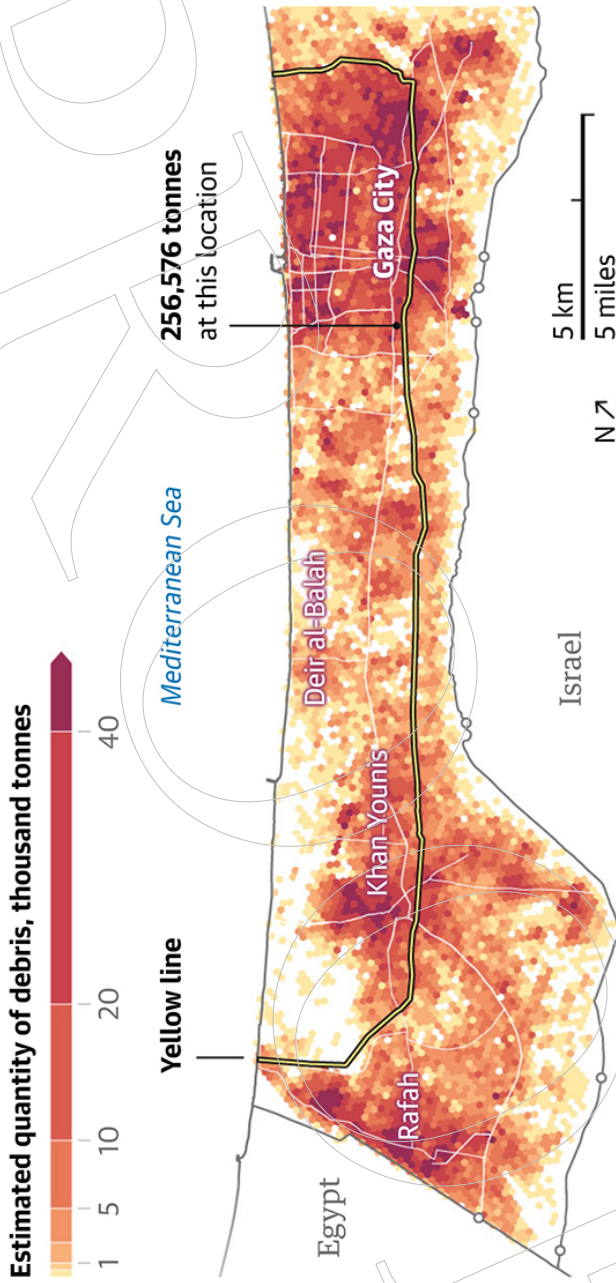 Estimated quantity of debris, thousand tonnes
1
5
10
20
40
Yellow line
Mediterranean Sea
256,576 tonnes
at this location
Egypt
Rafah
Khan Younis
Deir al-Balah
Gaza City
Israel
N ↗
5 km
5 miles